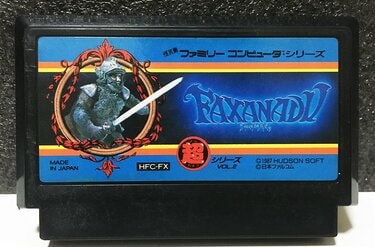 ファミリー コンピュータ シリーズ
FAXANADU
MADE
IN JAPAN
HFC-FX
超
シリーズ
VOL.2
©1987 HUDSON SOFT
©日本ファルコム